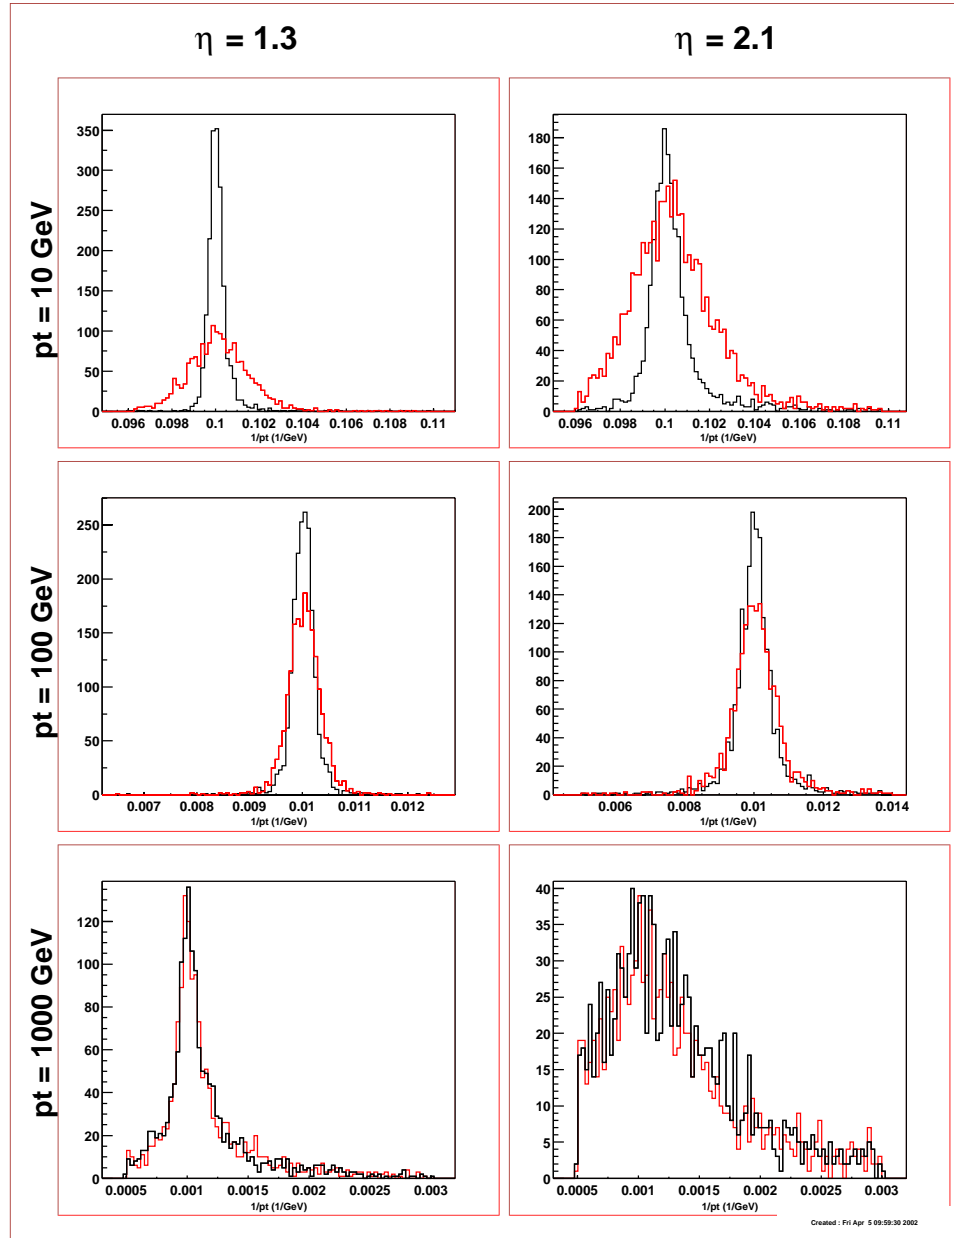 η = 1.3
η = 2.1
pt = 10 GeV
350
300
250
200
150
100
50
0
0.096 0.098 0.1 0.102 0.104 0.106 0.108 0.11
1/pt (1/GeV)
180
160
140
120
100
80
60
40
20
0
0.096 0.098 0.1 0.102 0.104 0.106 0.108 0.11
1/pt (1/GeV)
pt = 100 GeV
250
200
150
100
50
0
0.007 0.008 0.009 0.01 0.011 0.012
1/pt (1/GeV)
200
180
160
140
120
100
80
60
40
20
0
0.006 0.008 0.01 0.012 0.014
1/pt (1/GeV)
pt = 1000 GeV
120
100
80
60
40
20
0
0.0005 0.001 0.0015 0.002 0.0025 0.003
1/pt (1/GeV)
40
35
30
25
20
15
10
5
0
0.0005 0.001 0.0015 0.002 0.0025 0.003
1/pt (1/GeV)
Created : Fri Apr 5 09:59:30 2002